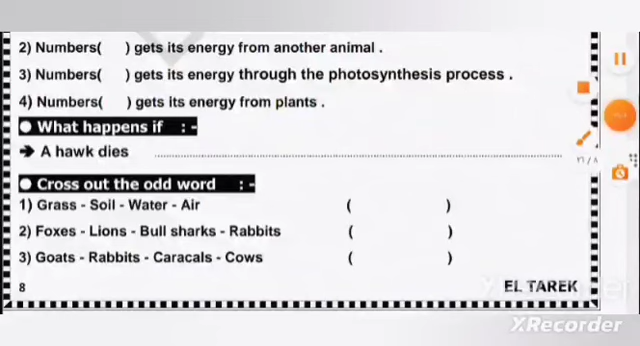 2) Numbers( ) gets its energy from another animal .
3) Numbers( ) gets its energy through the photosynthesis process .
4) Numbers( ) gets its energy from plants .
● What happens if : -
➔ A hawk dies ........................................................................
● Cross out the odd word : -
1) Grass - Soil - Water - Air ( )
2) Foxes - Lions - Bull sharks - Rabbits ( )
3) Goats - Rabbits - Caracals - Cows ( )
8 EL TAREK
XRecorder